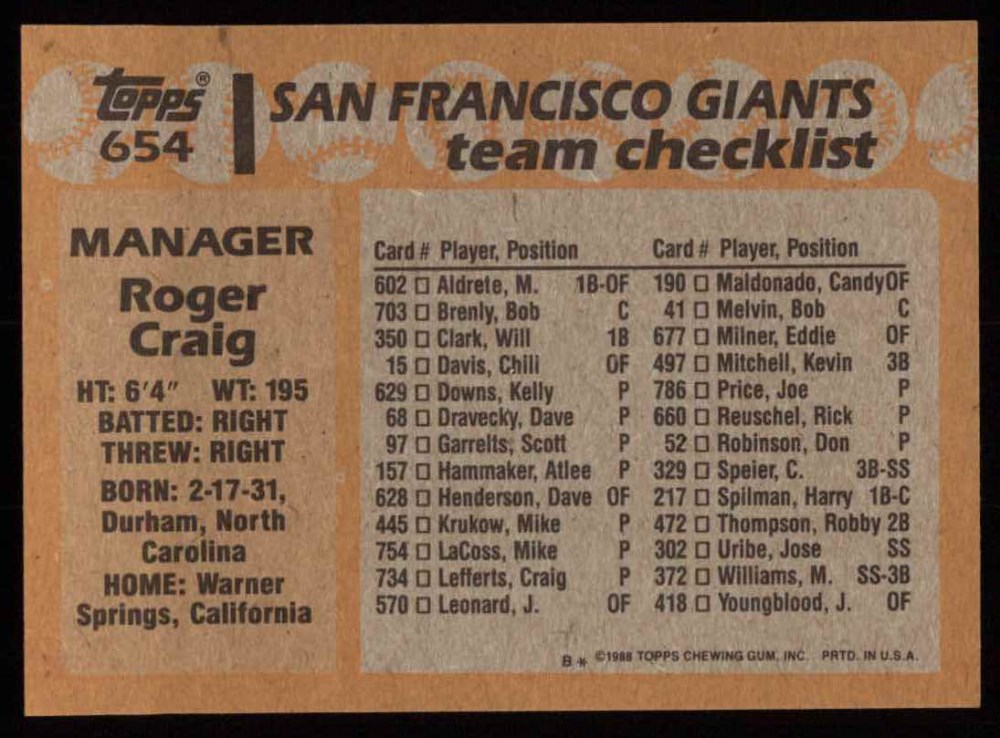 Topps®
654
SAN FRANCISCO GIANTS
team checklist
MANAGER
Roger
Craig
HT: 6'4" WT: 195
BATTED: RIGHT
THREW: RIGHT
BORN: 2-17-31,
Durham, North
Carolina
HOME: Warner
Springs, California
Card # Player, Position
602 □ Aldrete, M. 1B-OF
703 □ Brenly, Bob C
350 □ Clark, Will 1B
15 □ Davis, Chili OF
629 □ Downs, Kelly P
68 □ Dravecky, Dave P
97 □ Garrelts, Scott P
157 □ Hammaker, Atlee P
628 □ Henderson, Dave OF
445 □ Krukow, Mike P
754 □ LaCoss, Mike P
734 □ Lefferts, Craig P
570 □ Leonard, J. OF
Card # Player, Position
190 □ Maldonado, Candy OF
41 □ Melvin, Bob C
677 □ Milner, Eddie OF
497 □ Mitchell, Kevin 3B
786 □ Price, Joe P
660 □ Reuschel, Rick P
52 □ Robinson, Don P
329 □ Speier, C. 3B-SS
217 □ Spilman, Harry 1B-C
472 □ Thompson, Robby 2B
302 □ Uribe, Jose SS
372 □ Williams, M. SS-3B
418 □ Youngblood, J. OF
B * ©1988 TOPPS CHEWING GUM, INC. PRTD. IN U.S.A.